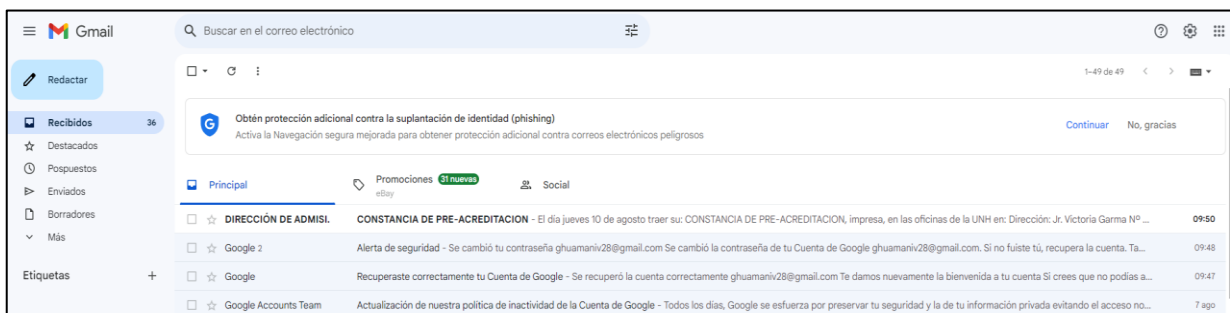 Gmail
Buscar en el correo electrónico
Redactar
1–49 de 49
Recibidos 36
Destacados
Pospuestos
Enviados
Borradores
Más
Etiquetas +
Obtén protección adicional contra la suplantación de identidad (phishing)
Activa la Navegación segura mejorada para obtener protección adicional contra correos electrónicos peligrosos
Continuar No, gracias
Principal
Promociones 31 nuevas
eBay
Social
DIRECCIÓN DE ADMISI. CONSTANCIA DE PRE-ACREDITACION - El día jueves 10 de agosto traer su: CONSTANCIA DE PRE-ACREDITACION, impresa, en las oficinas de la UNH en: Dirección: Jr. Victoria Garma Nº ... 09:50
Google 2 Alerta de seguridad - Se cambió tu contraseña ghuamaniv28@gmail.com Se cambió la contraseña de tu Cuenta de Google ghuamaniv28@gmail.com. Si no fuiste tú, recupera la cuenta. Ta... 09:48
Google Recuperaste correctamente tu Cuenta de Google - Se recuperó la cuenta correctamente ghuamaniv28@gmail.com Te damos nuevamente la bienvenida a tu cuenta Si crees que no podías a... 09:47
Google Accounts Team Actualización de nuestra política de inactividad de la Cuenta de Google - Todos los días, Google se esfuerza por preservar tu seguridad y la de tu información privada evitando el acceso no... 7 ago